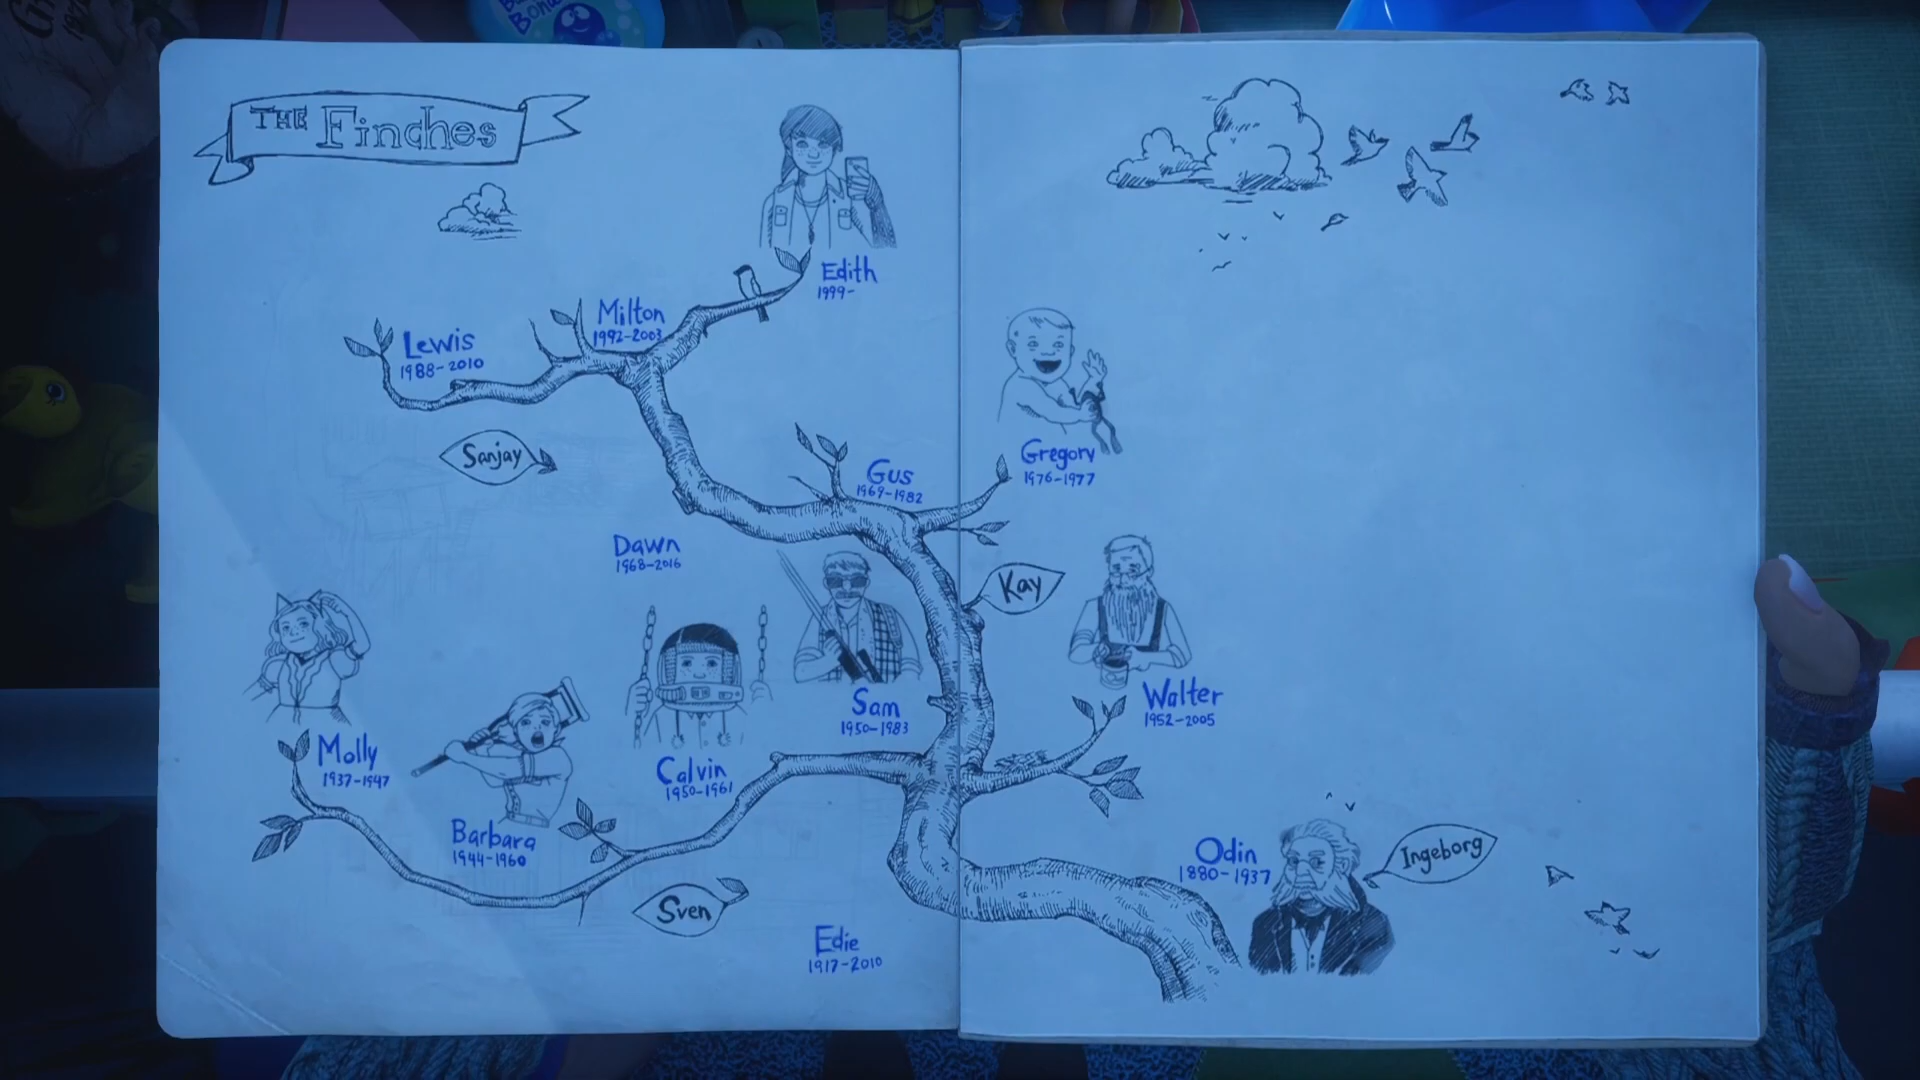 THE Finches
Edith
1999-
Milton
1992-2003
Lewis
1988-2010
Sanjay
Gus
1969-1982
Gregory
1976-1977
Dawn
1968-2016
Kay
Sam
1950-1983
Walter
1952-2005
Molly
1937-1947
Calvin
1950-1961
Barbara
1944-1960
Odin
1880-1937
Ingeborg
Sven
Edie
1917-2010